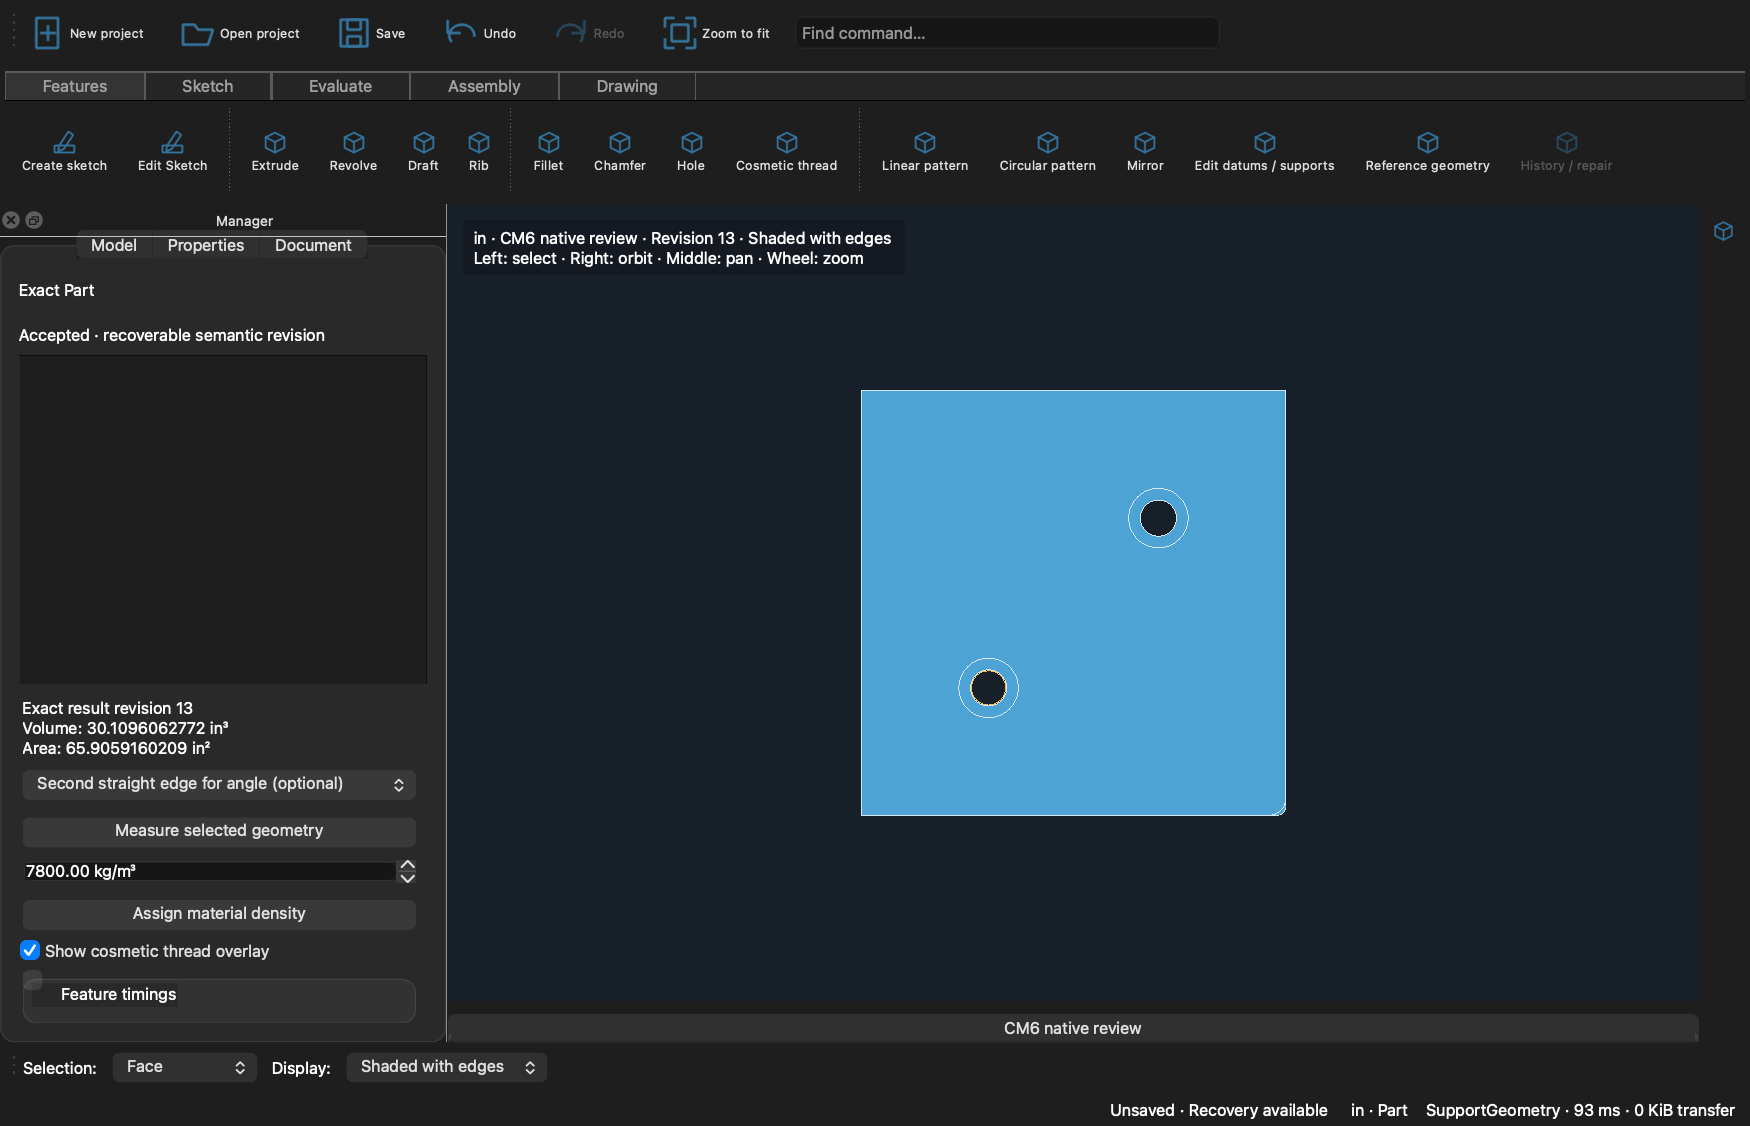 New project
Open project
Save
Undo
Redo
Zoom to fit
Find command...
Features
Sketch
Evaluate
Assembly
Drawing
Create sketch
Edit Sketch
Extrude
Revolve
Draft
Rib
Fillet
Chamfer
Hole
Cosmetic thread
Linear pattern
Circular pattern
Mirror
Edit datums / supports
Reference geometry
History / repair
Manager
Model
Properties
Document
Exact Part
Accepted · recoverable semantic revision
Exact result revision 13
Volume: 30.1096062772 in³
Area: 65.9059160209 in²
Second straight edge for angle (optional)
Measure selected geometry
7800.00 kg/m³
Assign material density
Show cosmetic thread overlay
Feature timings
in · CM6 native review · Revision 13 · Shaded with edges
Left: select · Right: orbit · Middle: pan · Wheel: zoom
CM6 native review
Selection:
Face
Display:
Shaded with edges
Unsaved · Recovery available
in · Part
SupportGeometry · 93 ms · 0 KiB transfer